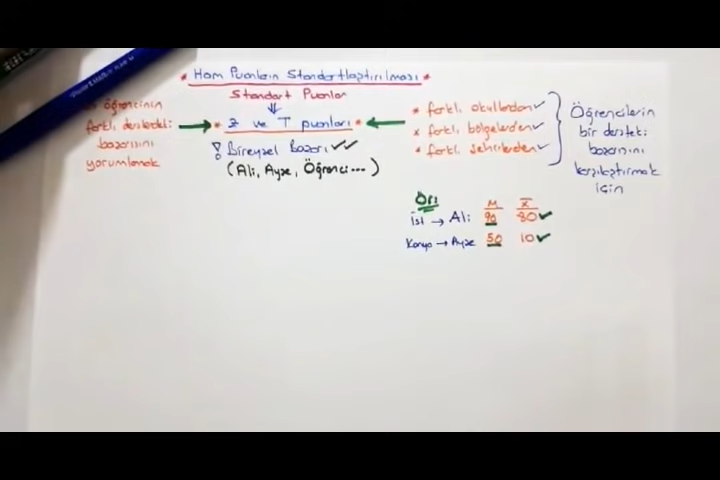 * Ham Puanların Standartlaştırılması *
Standart Puanlar
* Z ve T puanları *
! Bireysel Başarı ✓✓
(Ali, Ayşe, Öğrenci...)
öğrencinin
farklı derslerdeki
başarısını
yorumlamak
* farklı okullardan ✓
* farklı bölgelerden ✓
* farklı şehirlerden ✓
Öğrencilerin
bir dersteki
başarısını
karşılaştırmak
için
Ör:
M X̄
İst → Ali: 90 80 ✓
Konya → Ayşe 50 10 ✓